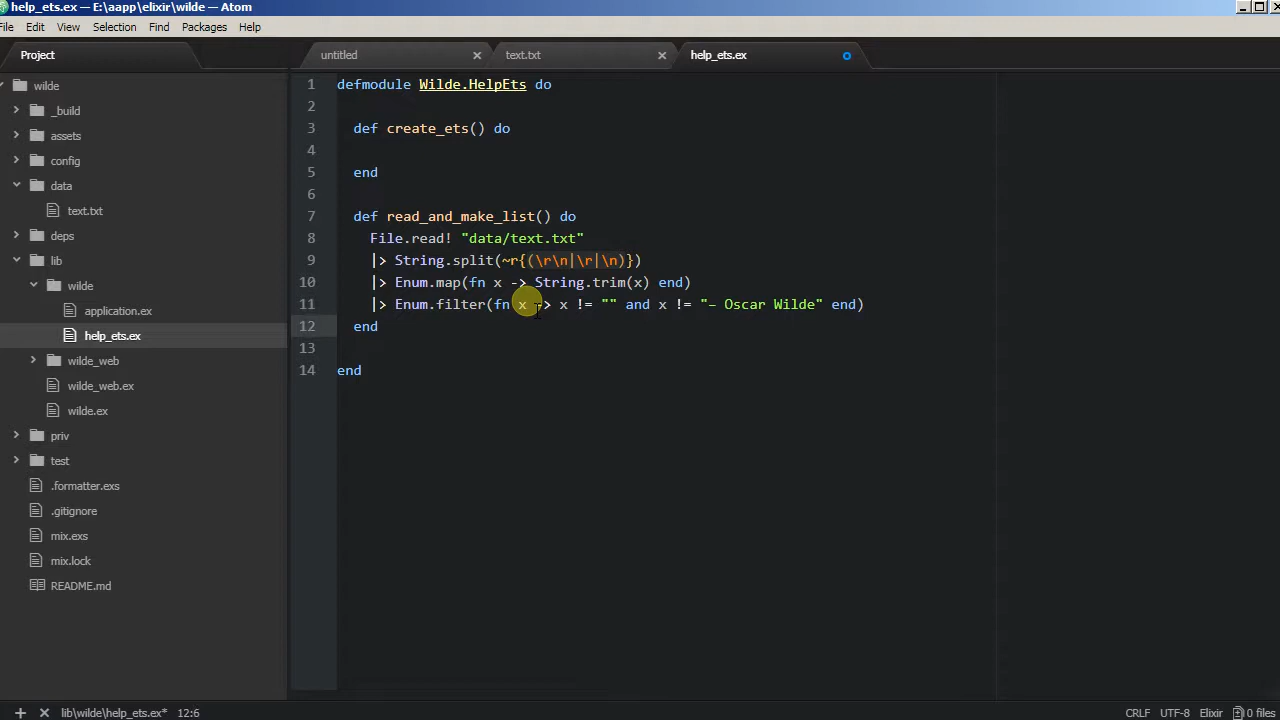 help_ets.ex — E:\aapp\elixir\wilde — Atom
File Edit View Selection Find Packages Help
Project
untitled text.txt help_ets.ex
wilde
_build
assets
config
data
text.txt
deps
lib
wilde
application.ex
help_ets.ex
wilde_web
wilde_web.ex
wilde.ex
priv
test
.formatter.exs
.gitignore
mix.exs
mix.lock
README.md
1 defmodule Wilde.HelpEts do
2
3 def create_ets() do
4
5 end
6
7 def read_and_make_list() do
8 File.read! "data/text.txt"
9 |> String.split(~r{(\r\n|\r|\n)})
10 |> Enum.map(fn x -> String.trim(x) end)
11 |> Enum.filter(fn x -> x != "" and x != "– Oscar Wilde" end)
12 end
13
14 end
lib\wilde\help_ets.ex* 12:6 CRLF UTF-8 Elixir 0 files